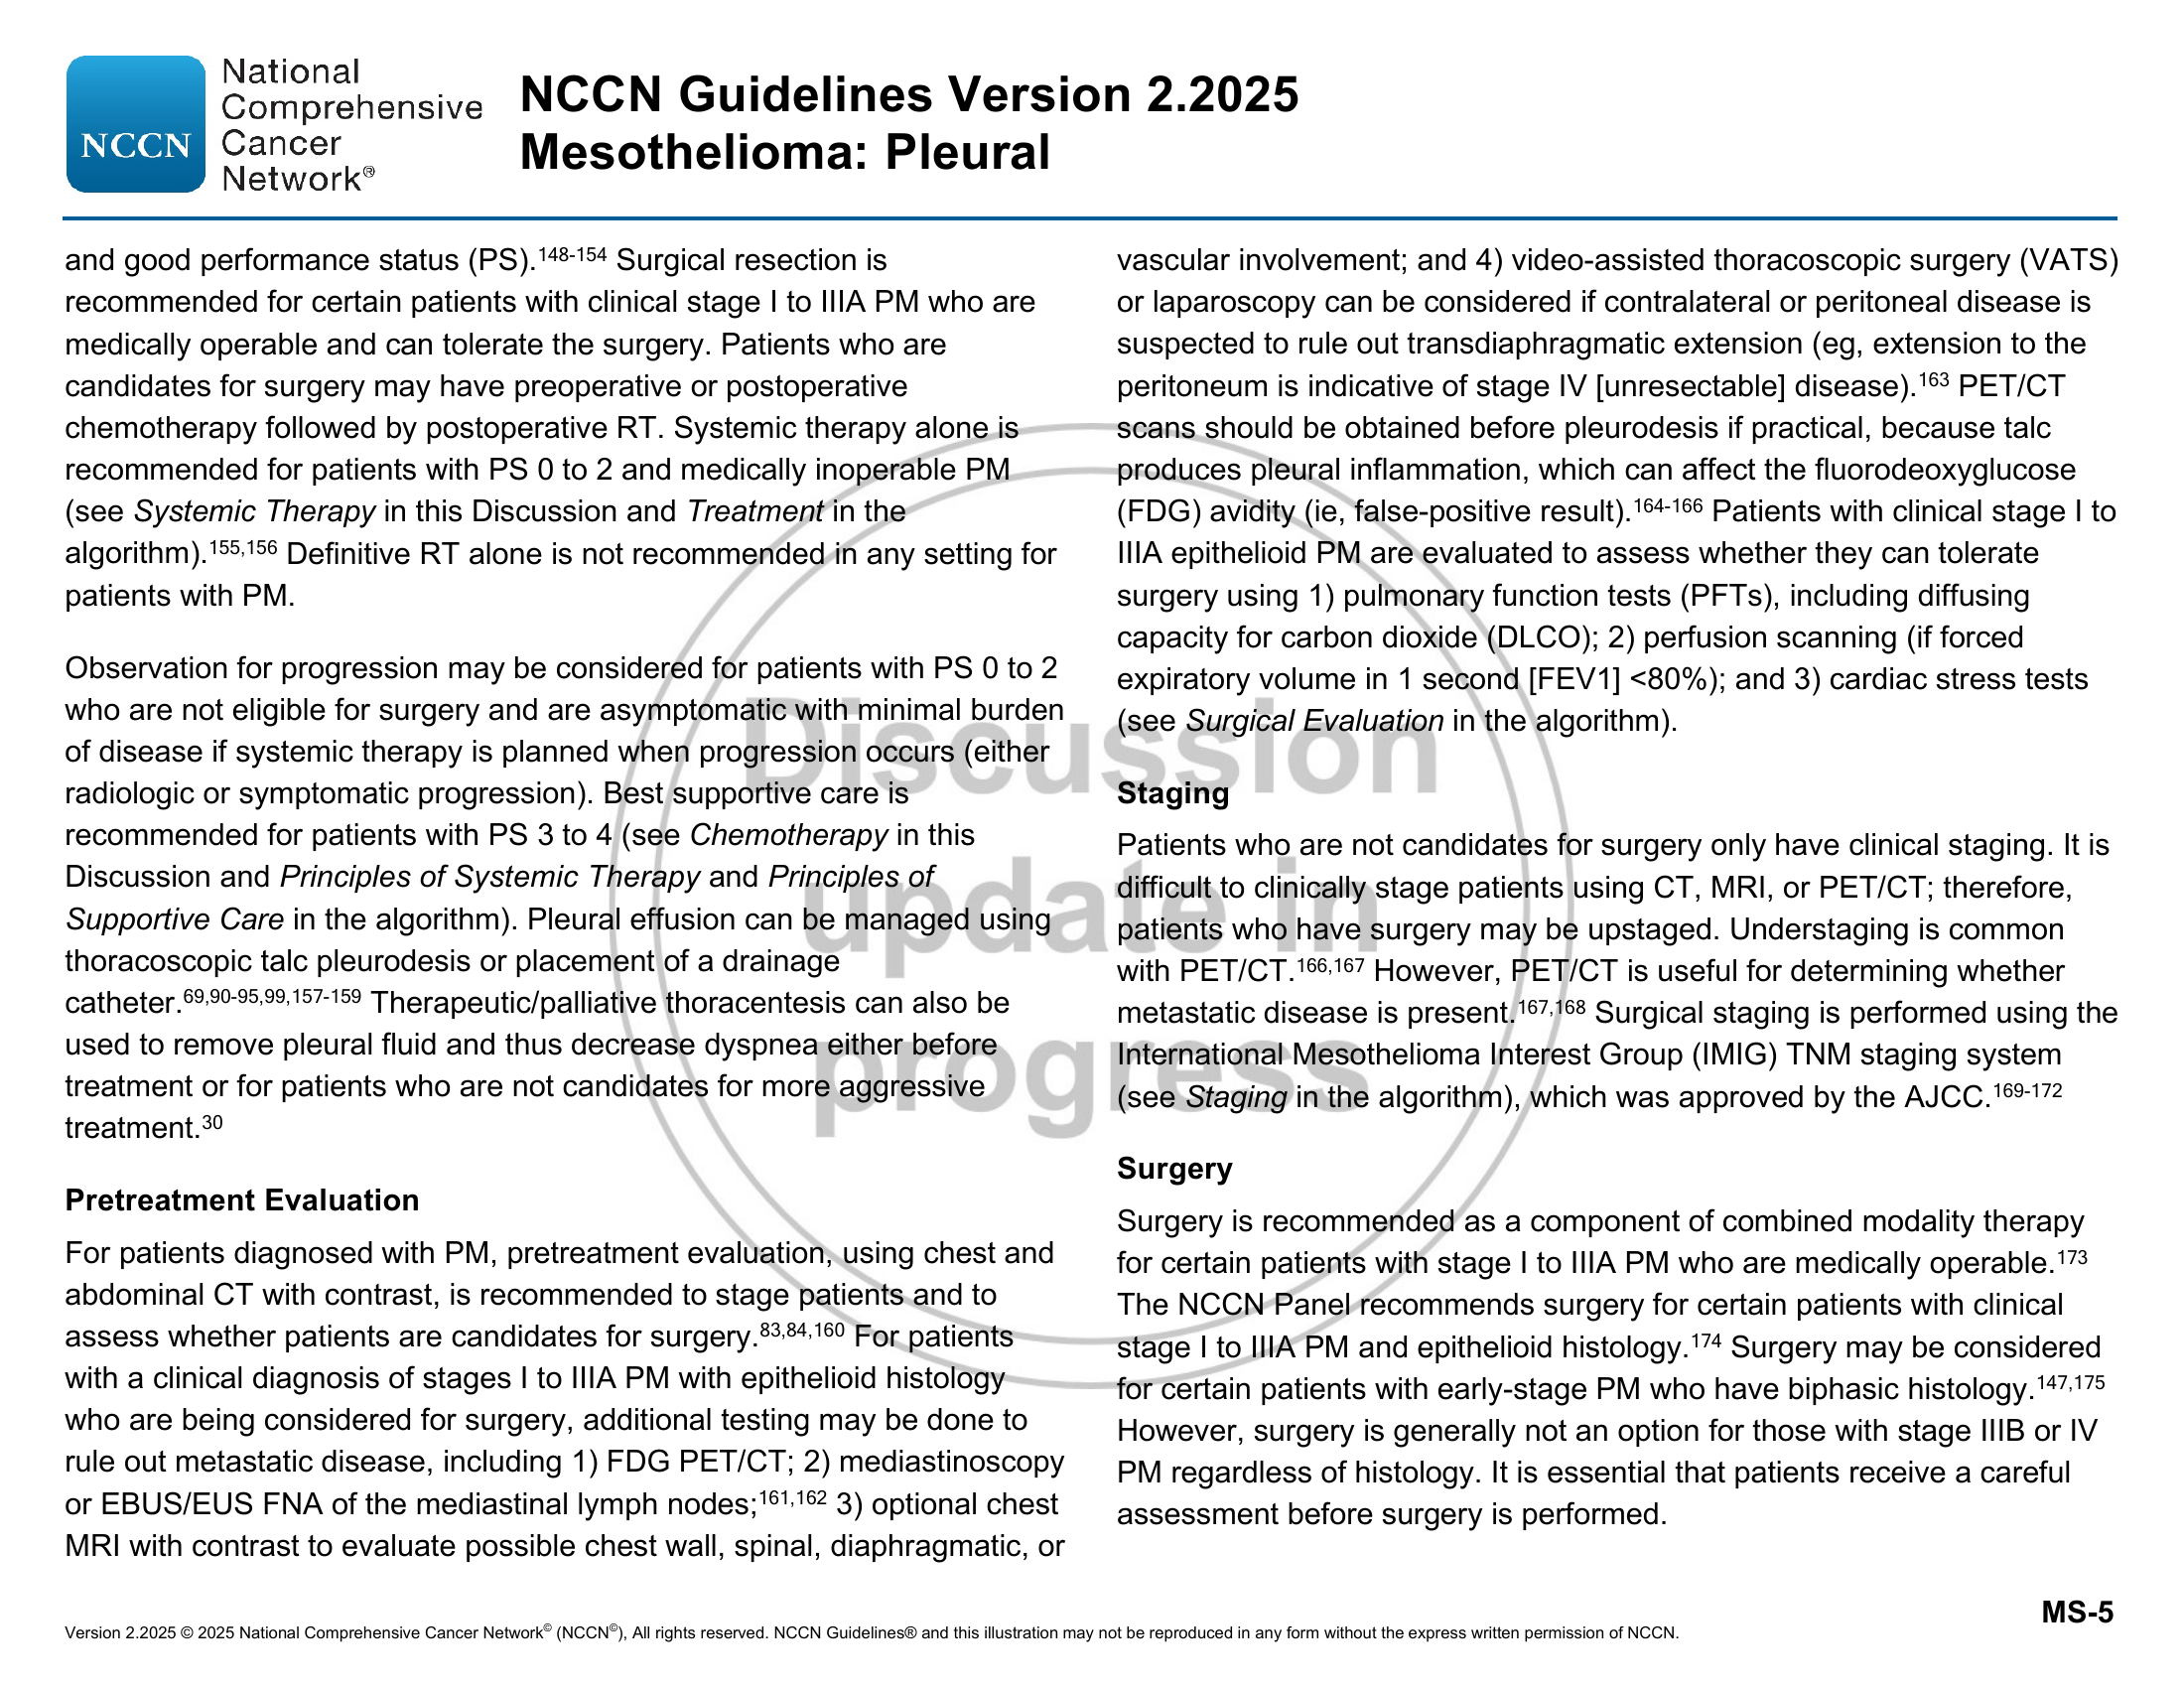 NCCN
National
Comprehensive
Cancer
Network®
NCCN Guidelines Version 2.2025
Mesothelioma: Pleural
and good performance status (PS).148-154 Surgical resection is
recommended for certain patients with clinical stage I to IIIA PM who are
medically operable and can tolerate the surgery. Patients who are
candidates for surgery may have preoperative or postoperative
chemotherapy followed by postoperative RT. Systemic therapy alone is
recommended for patients with PS 0 to 2 and medically inoperable PM
(see Systemic Therapy in this Discussion and Treatment in the
algorithm).155,156 Definitive RT alone is not recommended in any setting for
patients with PM.
Observation for progression may be considered for patients with PS 0 to 2
who are not eligible for surgery and are asymptomatic with minimal burden
of disease if systemic therapy is planned when progression occurs (either
radiologic or symptomatic progression). Best supportive care is
recommended for patients with PS 3 to 4 (see Chemotherapy in this
Discussion and Principles of Systemic Therapy and Principles of
Supportive Care in the algorithm). Pleural effusion can be managed using
thoracoscopic talc pleurodesis or placement of a drainage
catheter.69,90-95,99,157-159 Therapeutic/palliative thoracentesis can also be
used to remove pleural fluid and thus decrease dyspnea either before
treatment or for patients who are not candidates for more aggressive
treatment.30
Pretreatment Evaluation
For patients diagnosed with PM, pretreatment evaluation, using chest and
abdominal CT with contrast, is recommended to stage patients and to
assess whether patients are candidates for surgery.83,84,160 For patients
with a clinical diagnosis of stages I to IIIA PM with epithelioid histology
who are being considered for surgery, additional testing may be done to
rule out metastatic disease, including 1) FDG PET/CT; 2) mediastinoscopy
or EBUS/EUS FNA of the mediastinal lymph nodes;161,162 3) optional chest
MRI with contrast to evaluate possible chest wall, spinal, diaphragmatic, or
vascular involvement; and 4) video-assisted thoracoscopic surgery (VATS)
or laparoscopy can be considered if contralateral or peritoneal disease is
suspected to rule out transdiaphragmatic extension (eg, extension to the
peritoneum is indicative of stage IV [unresectable] disease).163 PET/CT
scans should be obtained before pleurodesis if practical, because talc
produces pleural inflammation, which can affect the fluorodeoxyglucose
(FDG) avidity (ie, false-positive result).164-166 Patients with clinical stage I to
IIIA epithelioid PM are evaluated to assess whether they can tolerate
surgery using 1) pulmonary function tests (PFTs), including diffusing
capacity for carbon dioxide (DLCO); 2) perfusion scanning (if forced
expiratory volume in 1 second [FEV1] <80%); and 3) cardiac stress tests
(see Surgical Evaluation in the algorithm).
Staging
Patients who are not candidates for surgery only have clinical staging. It is
difficult to clinically stage patients using CT, MRI, or PET/CT; therefore,
patients who have surgery may be upstaged. Understaging is common
with PET/CT.166,167 However, PET/CT is useful for determining whether
metastatic disease is present.167,168 Surgical staging is performed using the
International Mesothelioma Interest Group (IMIG) TNM staging system
(see Staging in the algorithm), which was approved by the AJCC.169-172
Surgery
Surgery is recommended as a component of combined modality therapy
for certain patients with stage I to IIIA PM who are medically operable.173
The NCCN Panel recommends surgery for certain patients with clinical
stage I to IIIA PM and epithelioid histology.174 Surgery may be considered
for certain patients with early-stage PM who have biphasic histology.147,175
However, surgery is generally not an option for those with stage IIIB or IV
PM regardless of histology. It is essential that patients receive a careful
assessment before surgery is performed.
Discussion
update in
progress
MS-5
Version 2.2025 © 2025 National Comprehensive Cancer Network© (NCCN©), All rights reserved. NCCN Guidelines® and this illustration may not be reproduced in any form without the express written permission of NCCN.